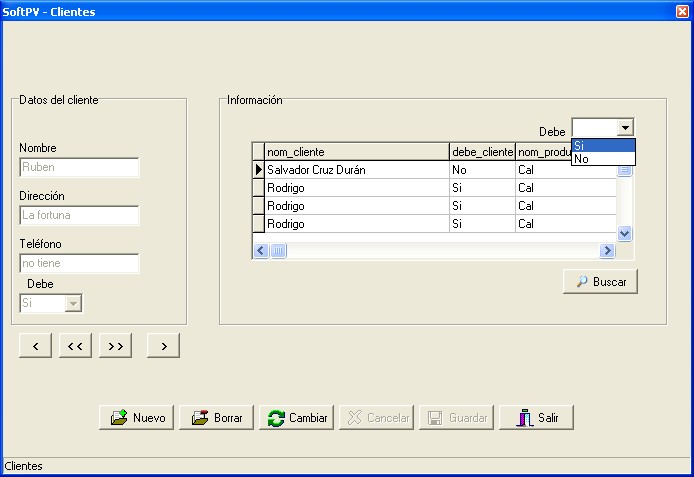 SoftPV - Clientes
Datos del cliente
Nombre
Ruben
Dirección
La fortuna
Teléfono
no tiene
Debe
Si
< << >> >
Información
Debe
Si
No
nom_cliente debe_cliente nom_produ
Salvador Cruz Durán No Cal
Rodrigo Si Cal
Rodrigo Si Cal
Rodrigo Si Cal
Buscar
Nuevo Borrar Cambiar Cancelar Guardar Salir
Clientes